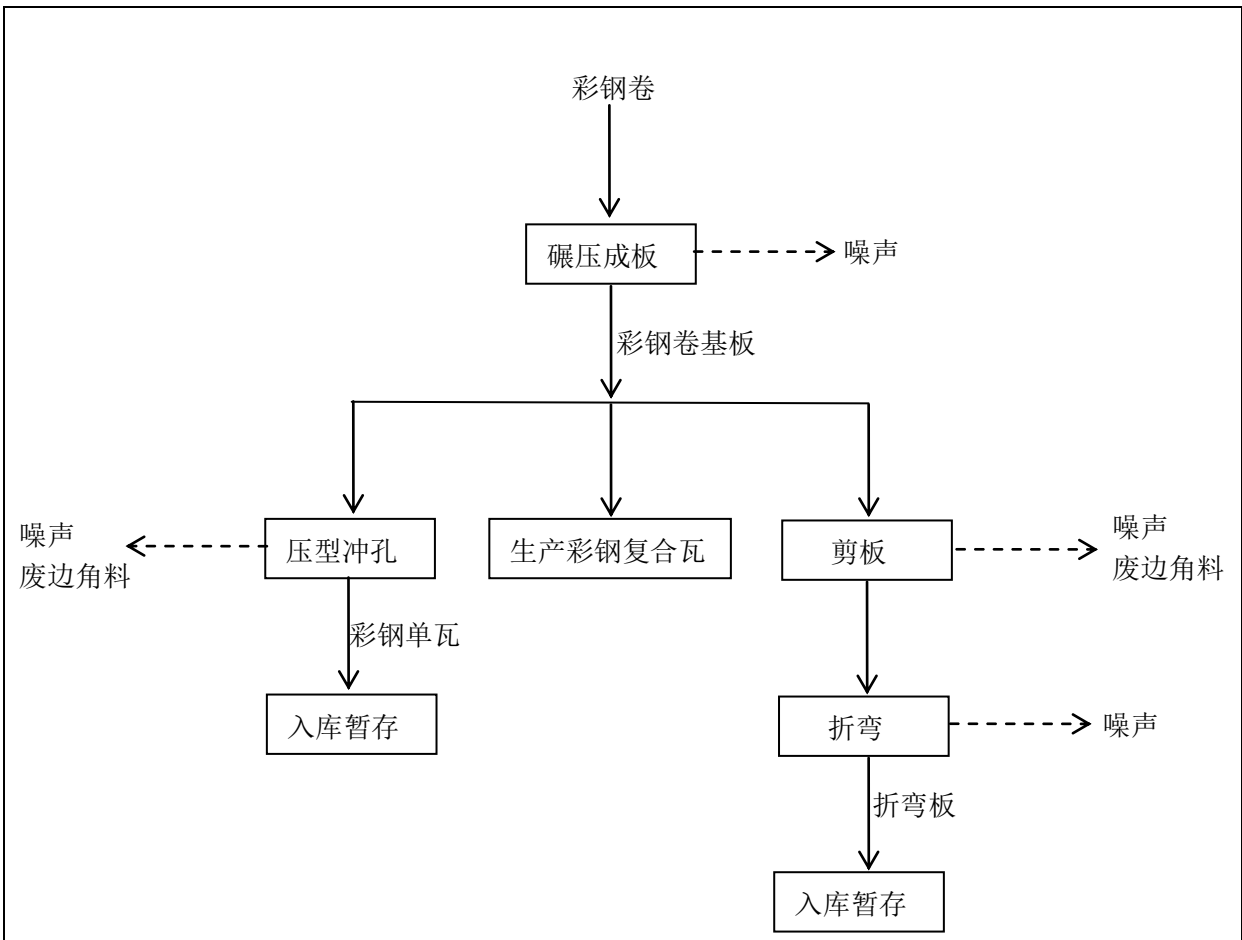 彩钢卷
碾压成板
噪声
彩钢卷基板
噪声
废边角料
压型冲孔
生产彩钢复合瓦
剪板
噪声
废边角料
彩钢单瓦
入库暂存
折弯
噪声
折弯板
入库暂存